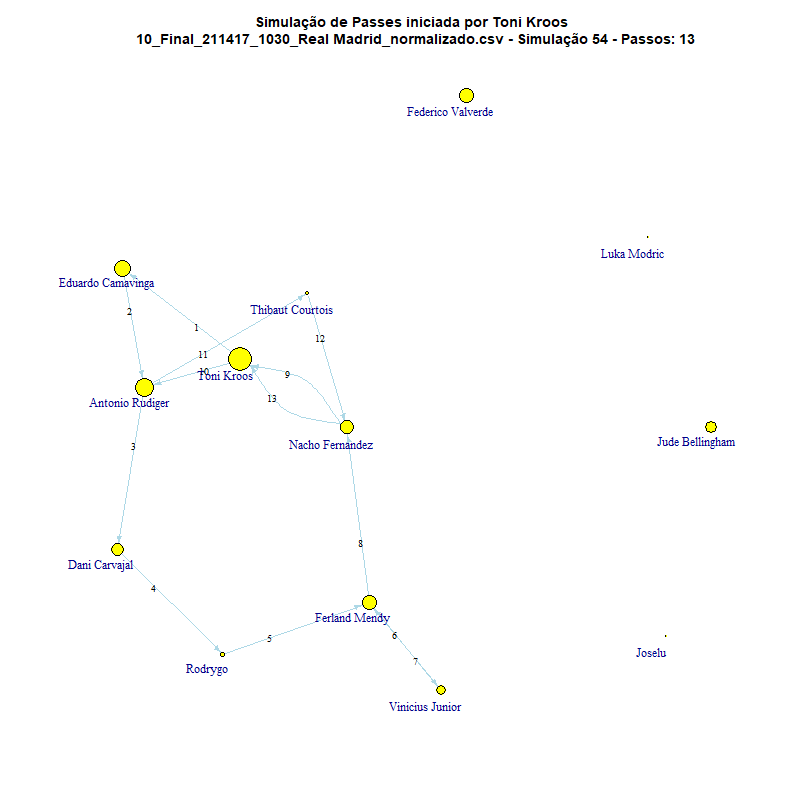 Simulação de Passes iniciada por Toni Kroos
10_Final_211417_1030_Real Madrid_normalizado.csv - Simulação 54 - Passos: 13
Federico Valverde
Luka Modric
Eduardo Camavinga
Thibaut Courtois
2
1
12
11
10
Toni Kroos
9
13
Antonio Rüdiger
Nacho Fernández
Jude Bellingham
3
8
Dani Carvajal
4
Ferland Mendy
5
6
Rodrygo
7
Joselu
Vinicius Junior